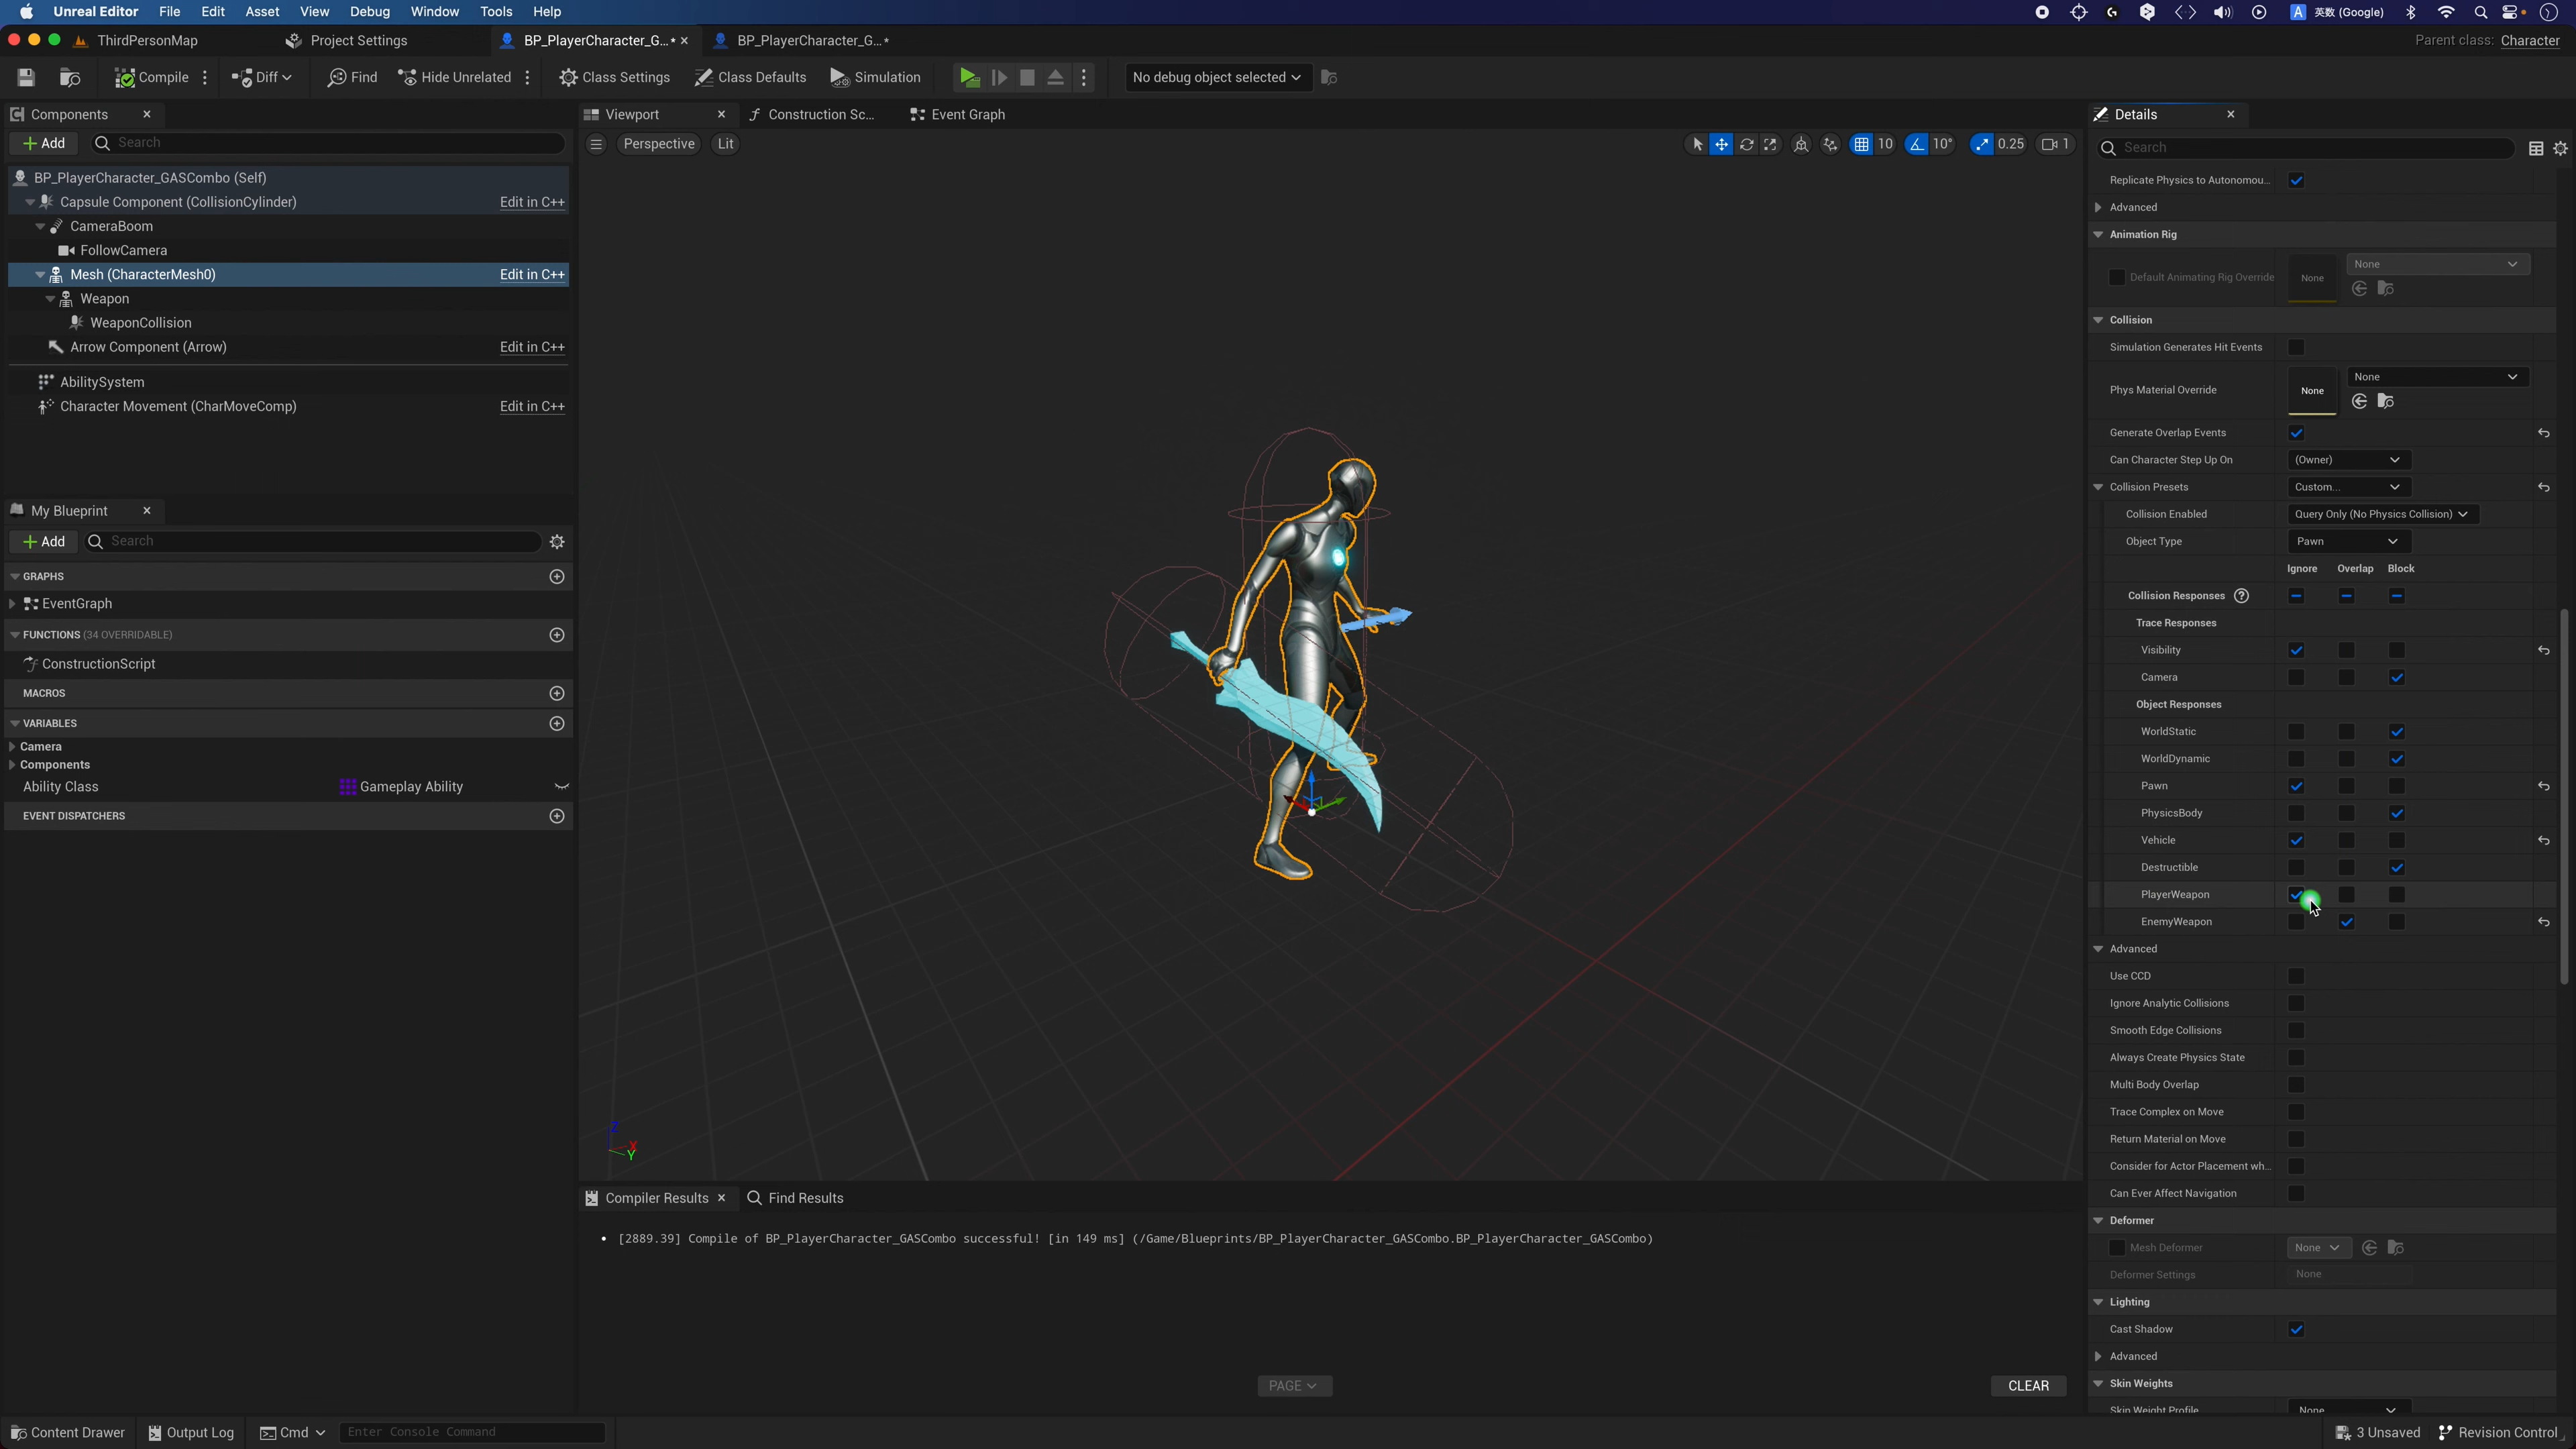 Unreal Editor File Edit Asset View Debug Window Tools Help A 英数 (Google)
ThirdPersonMap Project Settings BP_PlayerCharacter_G...* BP_PlayerCharacter_G...* Parent class: Character
Compile Diff Find Hide Unrelated Class Settings Class Defaults Simulation No debug object selected
Components
Add Search
BP_PlayerCharacter_GASCombo (Self)
Capsule Component (CollisionCylinder) Edit in C++
CameraBoom
FollowCamera
Mesh (CharacterMesh0) Edit in C++
Weapon
WeaponCollision
Arrow Component (Arrow) Edit in C++
AbilitySystem
Character Movement (CharMoveComp) Edit in C++
My Blueprint
Add Search
GRAPHS
EventGraph
FUNCTIONS (34 OVERRIDABLE)
ConstructionScript
MACROS
VARIABLES
Camera
Components
Ability Class Gameplay Ability
EVENT DISPATCHERS
Viewport Construction Sc... Event Graph
Perspective Lit 10 10° 0.25 1
Z
X
Y
Compiler Results Find Results
• [2889.39] Compile of BP_PlayerCharacter_GASCombo successful! [in 149 ms] (/Game/Blueprints/BP_PlayerCharacter_GASCombo.BP_PlayerCharacter_GASCombo)
PAGE CLEAR
Details
Search
Replicate Physics to Autonomou...
Advanced
Animation Rig
None
Default Animating Rig Override None
Collision
Simulation Generates Hit Events
None
Phys Material Override None
Generate Overlap Events
Can Character Step Up On (Owner)
Collision Presets Custom...
Collision Enabled Query Only (No Physics Collision)
Object Type Pawn
Ignore Overlap Block
Collision Responses ?
Trace Responses
Visibility
Camera
Object Responses
WorldStatic
WorldDynamic
Pawn
PhysicsBody
Vehicle
Destructible
PlayerWeapon
EnemyWeapon
Advanced
Use CCD
Ignore Analytic Collisions
Smooth Edge Collisions
Always Create Physics State
Multi Body Overlap
Trace Complex on Move
Return Material on Move
Consider for Actor Placement wh...
Can Ever Affect Navigation
Deformer
Mesh Deformer None
Deformer Settings None
Lighting
Cast Shadow
Advanced
Skin Weights
Skin Weight Profile None
Content Drawer Output Log Cmd Enter Console Command 3 Unsaved Revision Control